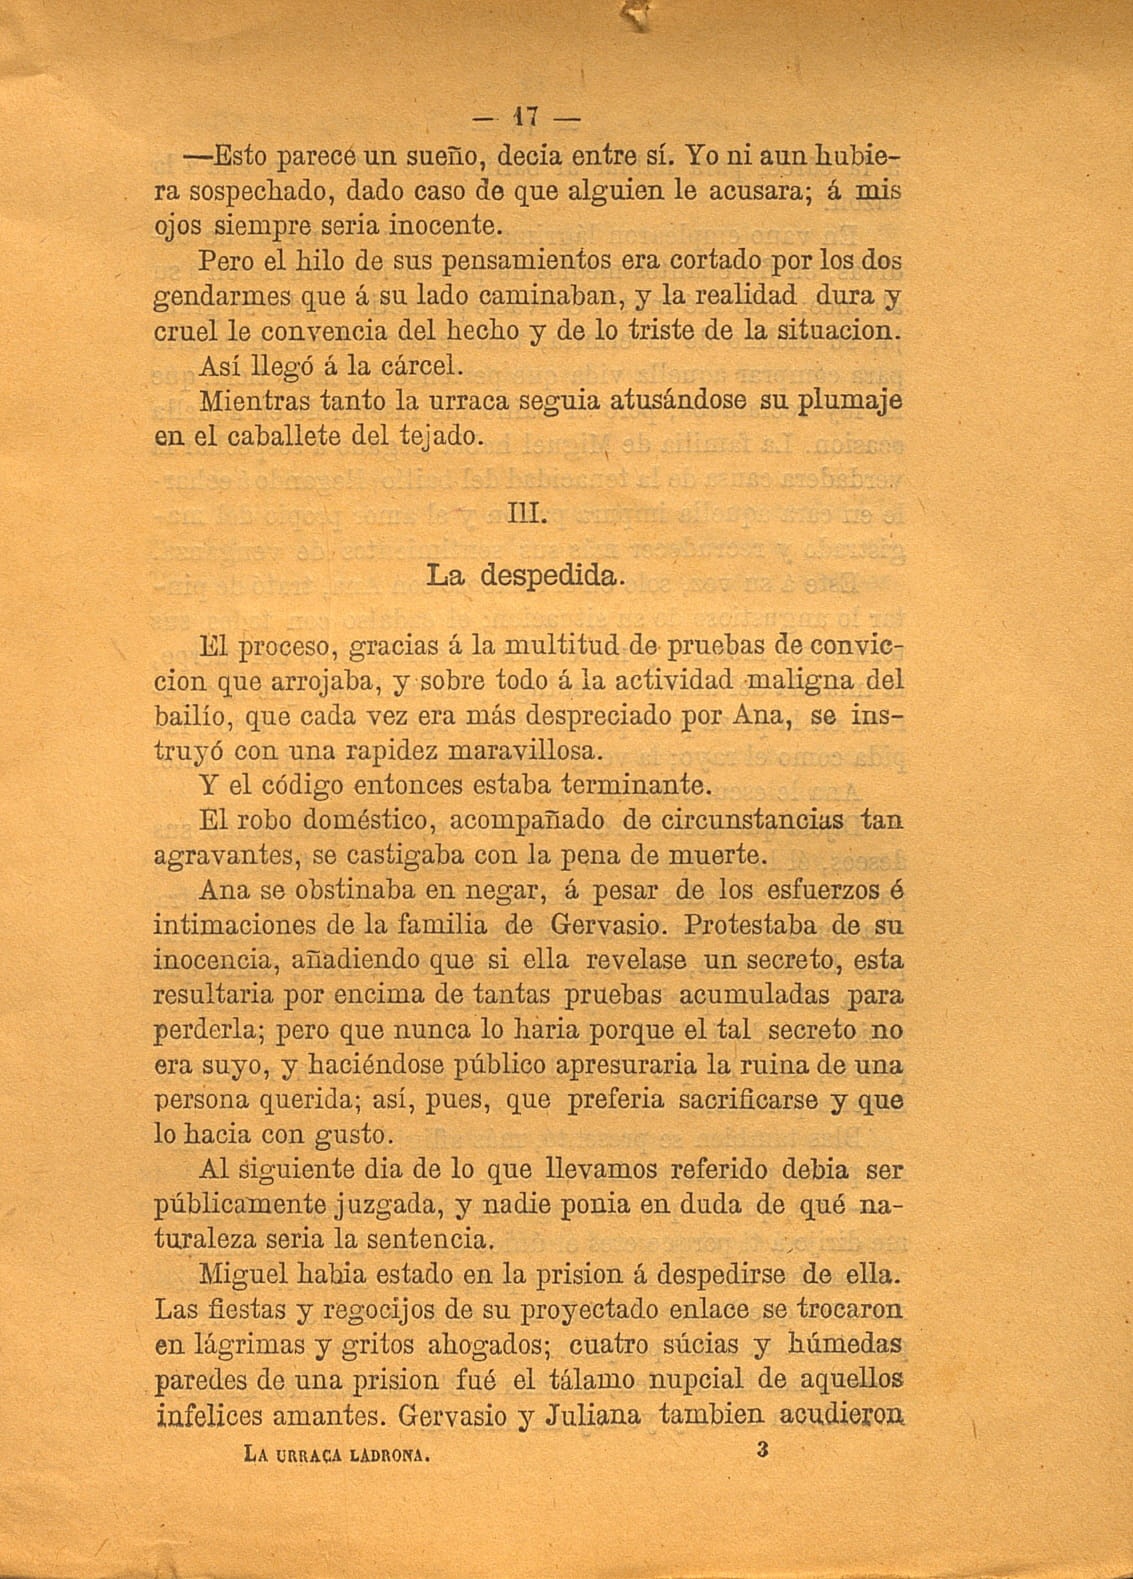 — 17 —
—Esto parece un sueño, decia entre sí. Yo ni aun hubie-
ra sospechado, dado caso de que alguien le acusara; á mis
ojos siempre seria inocente.
Pero el hilo de sus pensamientos era cortado por los dos
gendarmes que á su lado caminaban, y la realidad dura y
cruel le convencia del hecho y de lo triste de la situacion.
Así llegó á la cárcel.
Mientras tanto la urraca seguia atusándose su plumaje
en el caballete del tejado.
III.
La despedida.
El proceso, gracias á la multitud de pruebas de convic-
cion que arrojaba, y sobre todo á la actividad maligna del
bailío, que cada vez era más despreciado por Ana, se ins-
truyó con una rapidez maravillosa.
Y el código entonces estaba terminante.
El robo doméstico, acompañado de circunstancias tan
agravantes, se castigaba con la pena de muerte.
Ana se obstinaba en negar, á pesar de los esfuerzos é
intimaciones de la familia de Gervasio. Protestaba de su
inocencia, añadiendo que si ella revelase un secreto, esta
resultaria por encima de tantas pruebas acumuladas para
perderla; pero que nunca lo haria porque el tal secreto no
era suyo, y haciéndose público apresuraria la ruina de una
persona querida; así, pues, que preferia sacrificarse y que
lo hacia con gusto.
Al siguiente dia de lo que llevamos referido debia ser
públicamente juzgada, y nadie ponia en duda de qué na-
turaleza seria la sentencia.
Miguel habia estado en la prision á despedirse de ella.
Las fiestas y regocijos de su proyectado enlace se trocaron
en lágrimas y gritos ahogados; cuatro súcias y húmedas
paredes de una prision fué el tálamo nupcial de aquellos
infelices amantes. Gervasio y Juliana tambien acudieron
LA URRACA LADRONA. 3